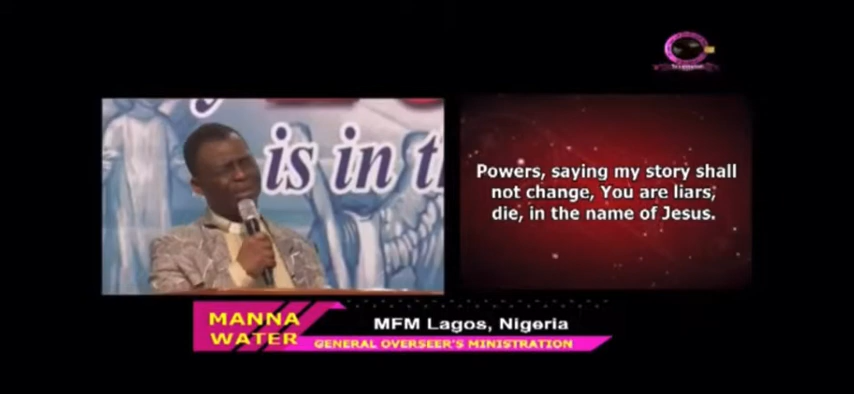 is in t
Powers, saying my story shall
not change, You are liars,
die, in the name of Jesus.
MANNA
WATER
MFM Lagos, Nigeria
GENERAL OVERSEER'S MINISTRATION